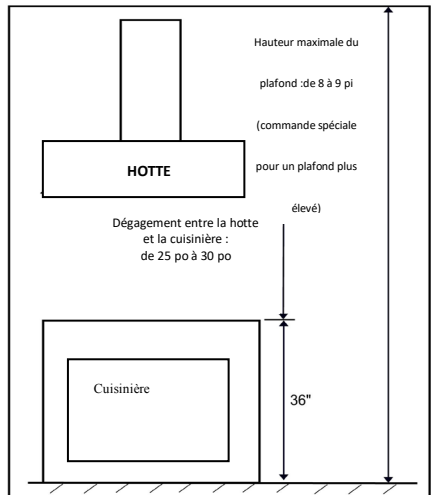 Hauteur maximale du
plafond :de 8 à 9 pi
(commande spéciale
pour un plafond plus
élevé)
HOTTE
Dégagement entre la hotte
et la cuisinière :
de 25 po à 30 po
Cuisinière
36"